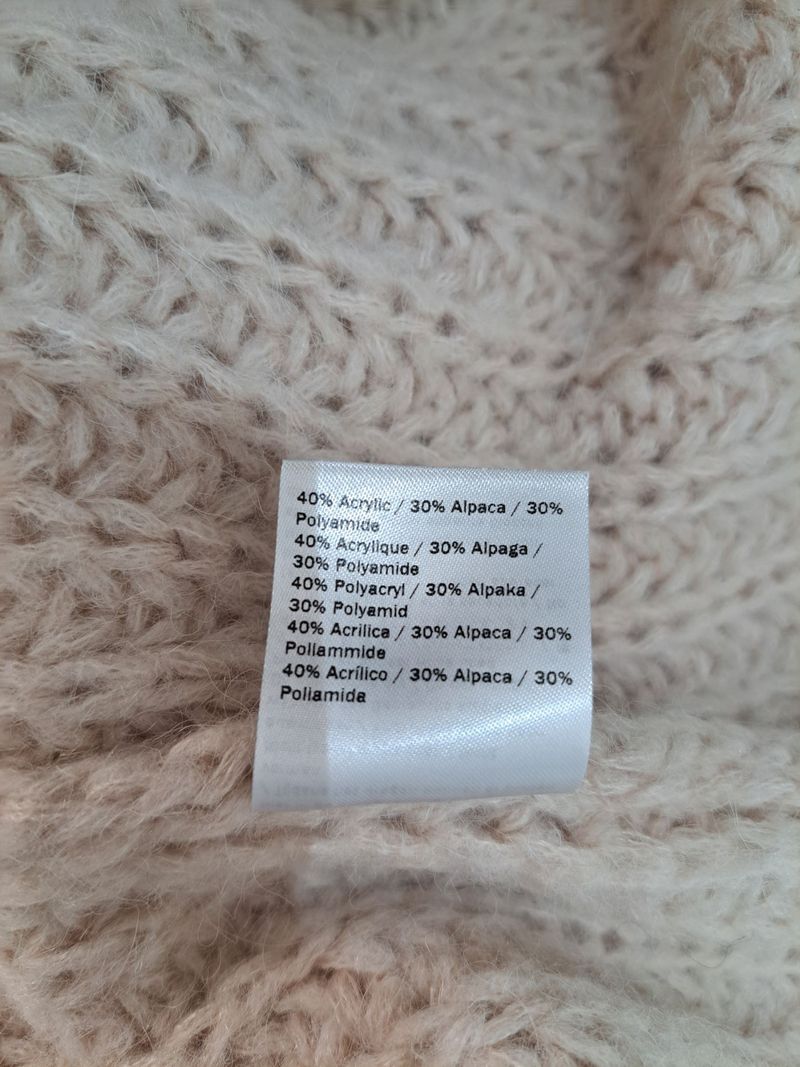 40% Acrylic / 30% Alpaca / 30%
Polyamide
40% Acrylique / 30% Alpaga /
30% Polyamide
40% Polyacryl / 30% Alpaka /
30% Polyamid
40% Acrilica / 30% Alpaca / 30%
Poliammide
40% Acrílico / 30% Alpaca / 30%
Poliamida